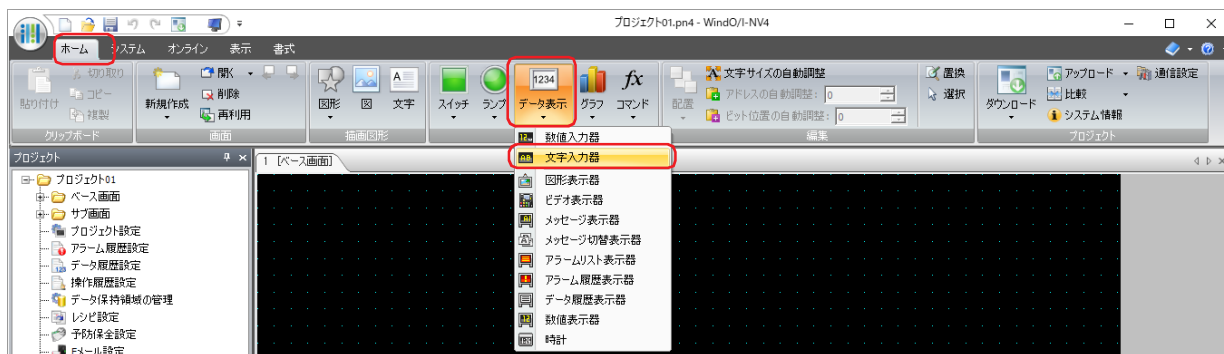 プロジェクト01.pn4 - WindO/I-NV4
ホーム システム オンライン 表示 書式
貼り付け
切り取り
コピー
複製
クリップボード
新規作成
開く
削除
再利用
画面
図形
図
文字
描画図形
スイッチ
ランプ
1234
データ表示
グラフ
fx
コマンド
配置
文字サイズの自動調整
アドレスの自動調整: 0
ビット位置の自動調整: 0
置換
選択
編集
ダウンロード
アップロード
比較
システム情報
通信設定
プロジェクト
数値入力器
文字入力器
図形表示器
ビデオ表示器
メッセージ表示器
メッセージ切替表示器
アラームリスト表示器
アラーム履歴表示器
データ履歴表示器
数値表示器
時計
プロジェクト
1 [ベース画面]
プロジェクト01
ベース画面
サブ画面
プロジェクト設定
アラーム履歴設定
データ履歴設定
操作履歴設定
データ保持領域の管理
レシピ設定
予防保全設定
Eメール設定